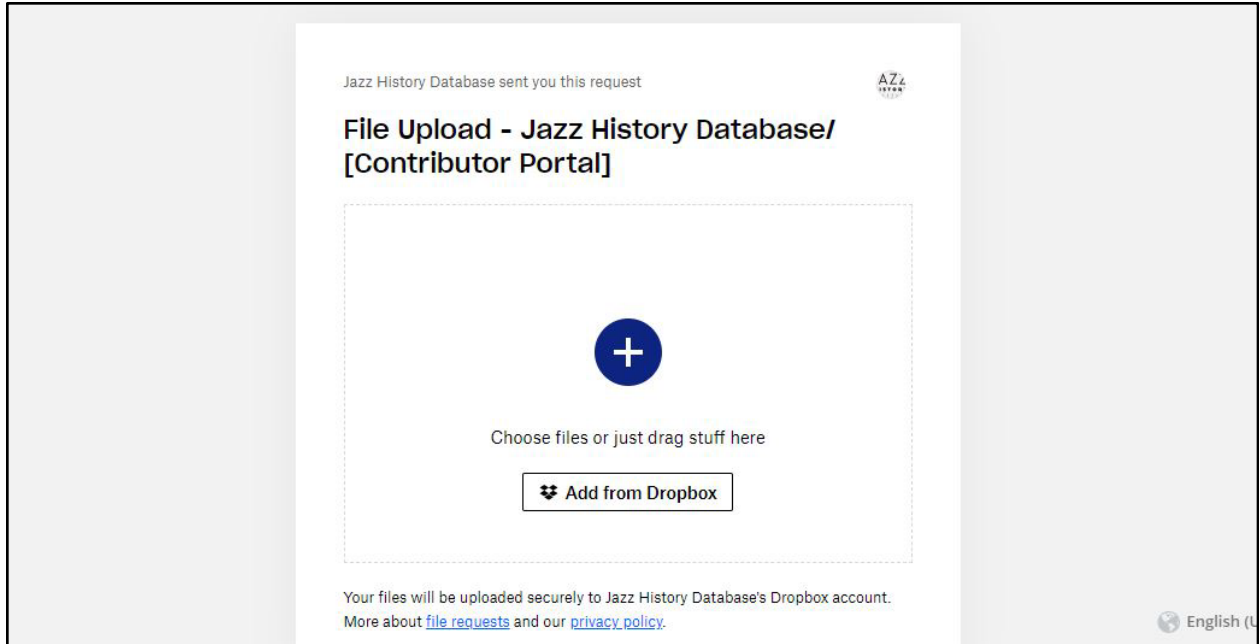 Jazz History Database sent you this request
File Upload - Jazz History Database/
[Contributor Portal]
Choose files or just drag stuff here
Add from Dropbox
Your files will be uploaded securely to Jazz History Database's Dropbox account.
More about file requests and our privacy policy.
English (U